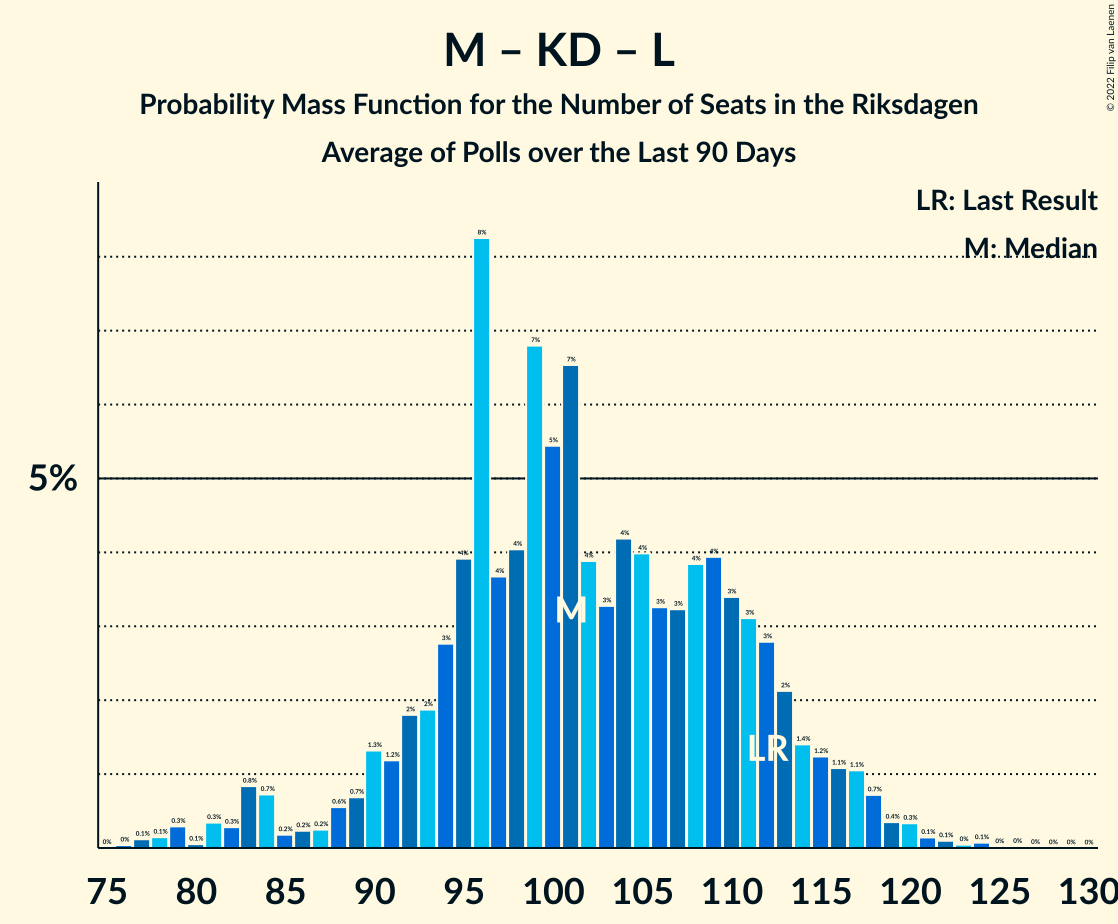 © 2022 Filip van Laenen
M – KD – L
Probability Mass Function for the Number of Seats in the Riksdagen
Average of Polls over the Last 90 Days
LR: Last Result
M: Median
5%
0% 0% 0.1% 0.1% 0.3% 0.1% 0.3% 0.3% 0.8% 0.7% 0.2% 0.2% 0.2% 0.6% 0.7% 1.3% 1.2% 2% 2% 3% 4% 8% 4% 4% 7% 5% 7% 4% 3% 4% 4% 3% 3% 4% 4% 3% 3% 3% 2% 1.4% 1.2% 1.1% 1.1% 0.7% 0.4% 0.3% 0.1% 0.1% 0% 0.1% 0% 0% 0% 0% 0% 0%
M
LR
75 80 85 90 95 100 105 110 115 120 125 130